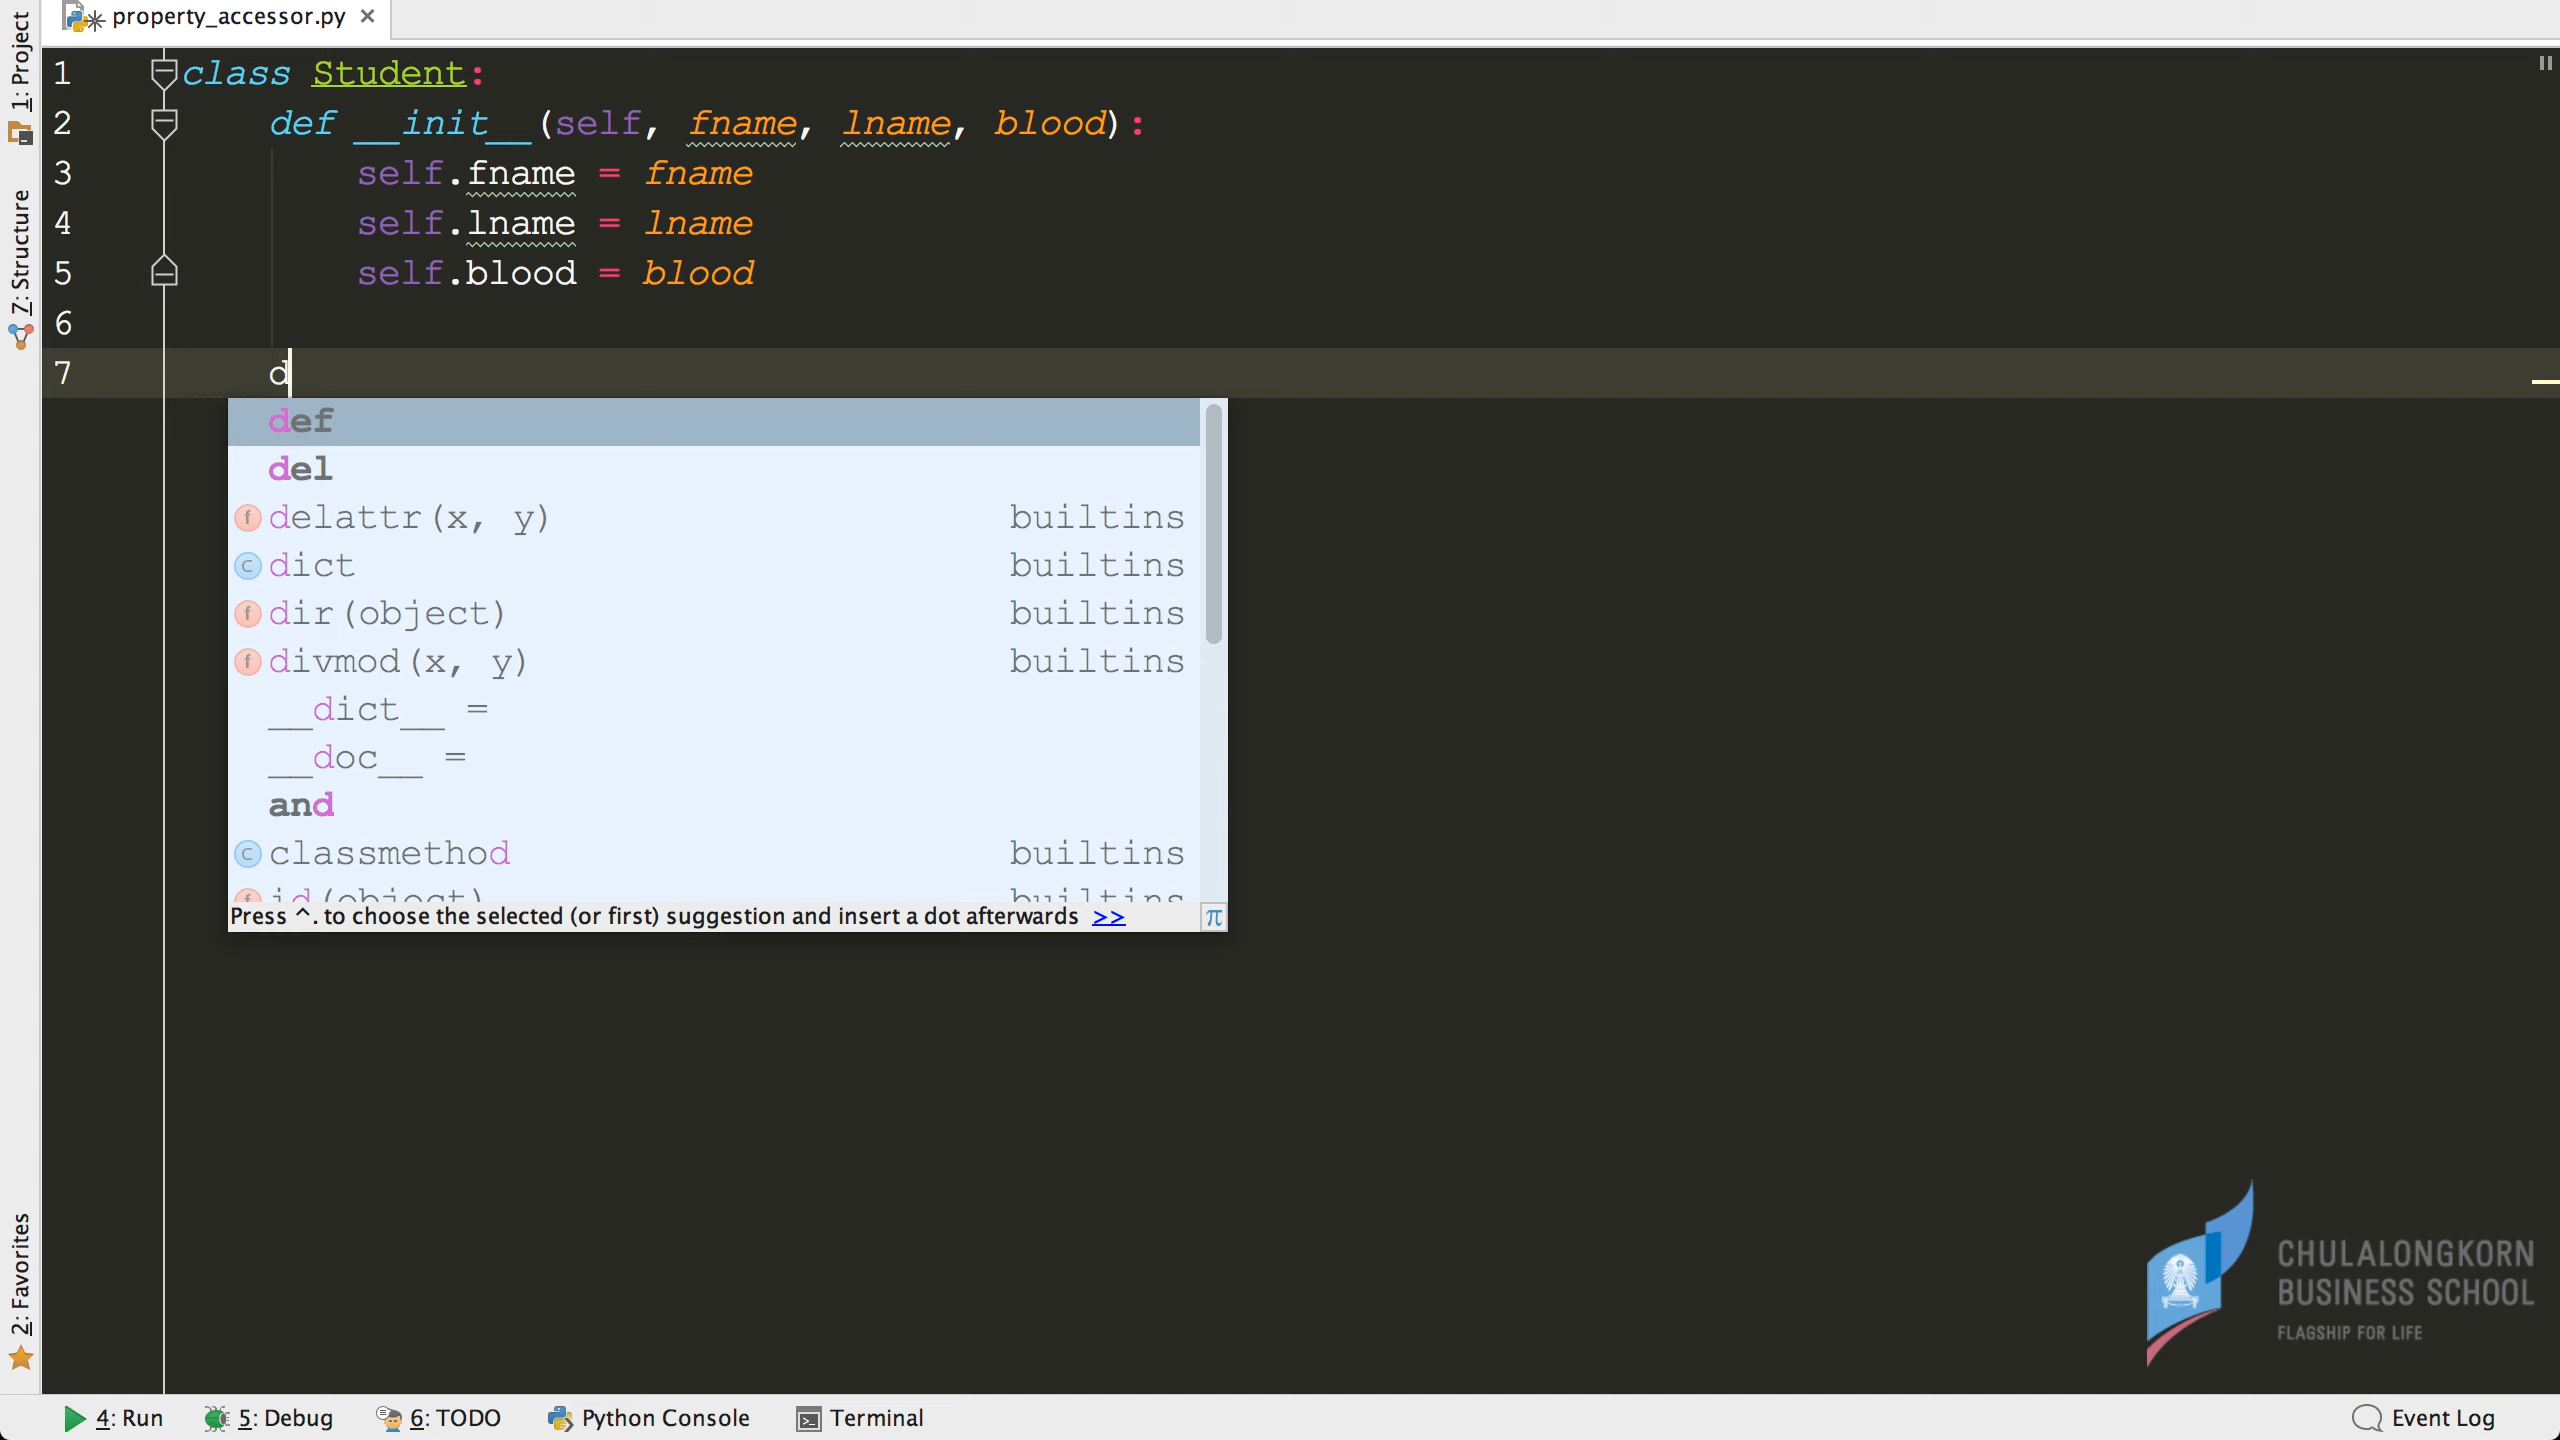 property_accessor.py
1: Project
7: Structure
2: Favorites
1 class Student:
2 def __init__(self, fname, lname, blood):
3 self.fname = fname
4 self.lname = lname
5 self.blood = blood
6
7 d
def
del
f delattr(x, y) builtins
c dict builtins
f dir(object) builtins
f divmod(x, y) builtins
__dict__ =
__doc__ =
and
c classmethod builtins
f id(object) builtins
Press ^. to choose the selected (or first) suggestion and insert a dot afterwards >> π
CHULALONGKORN
BUSINESS SCHOOL
FLAGSHIP FOR LIFE
4: Run 5: Debug 6: TODO Python Console Terminal Event Log